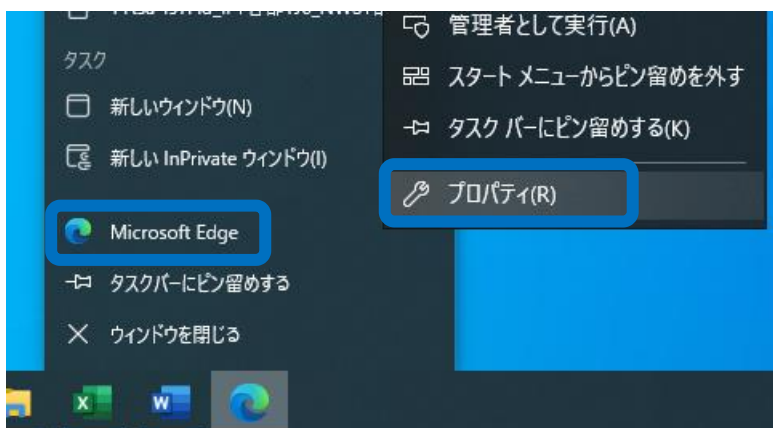 タスク
新しいウィンドウ(N)
新しい InPrivate ウィンドウ(I)
Microsoft Edge
タスクバーにピン留めする
ウィンドウを閉じる
管理者として実行(A)
スタート メニューからピン留めを外す
タスク バーにピン留めする(K)
プロパティ(R)